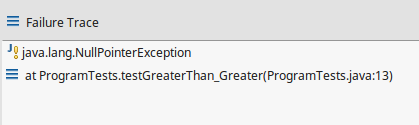 Failure Trace
java.lang.NullPointerException
at ProgramTests.testGreaterThan_Greater(ProgramTests.java:13)